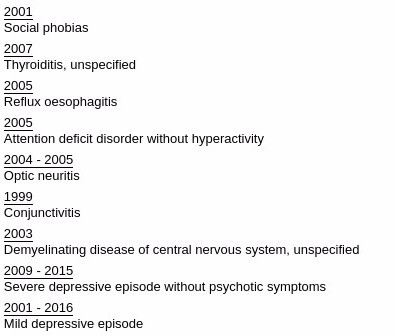 2001
Social phobias
2007
Thyroiditis, unspecified
2005
Reflux oesophagitis
2005
Attention deficit disorder without hyperactivity
2004 - 2005
Optic neuritis
1999
Conjunctivitis
2003
Demyelinating disease of central nervous system, unspecified
2009 - 2015
Severe depressive episode without psychotic symptoms
2001 - 2016
Mild depressive episode